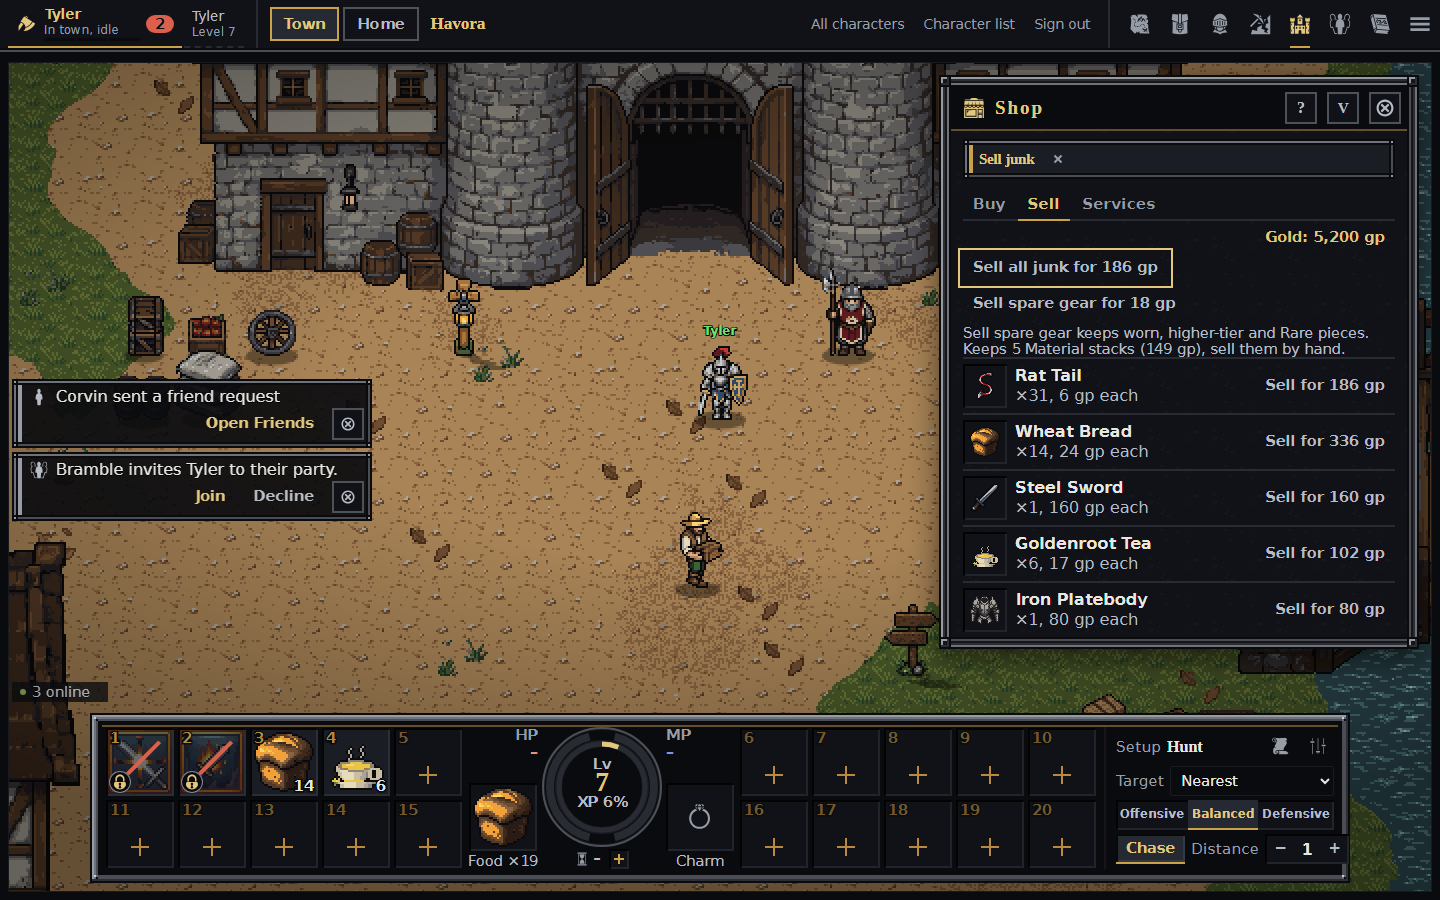 Tyler
In town, idle
2
Tyler
Level 7
Town
Home
Havora
All characters
Character list
Sign out
Shop
?
V
Sell junk ×
Buy
Sell
Services
Gold: 5,200 gp
Sell all junk for 186 gp
Sell spare gear for 18 gp
Sell spare gear keeps worn, higher-tier and Rare pieces.
Keeps 5 Material stacks (149 gp), sell them by hand.
Rat Tail
×31, 6 gp each
Sell for 186 gp
Wheat Bread
×14, 24 gp each
Sell for 336 gp
Steel Sword
×1, 160 gp each
Sell for 160 gp
Goldenroot Tea
×6, 17 gp each
Sell for 102 gp
Iron Platebody
×1, 80 gp each
Sell for 80 gp
Tyler
Corvin sent a friend request
Open Friends
Bramble invites Tyler to their party.
Join
Decline
3 online
1
2
3
14
4
6
5
11
12
13
14
15
HP
-
Food ×19
Lv
7
XP 6%
- +
MP
-
Charm
6
7
8
9
10
16
17
18
19
20
Setup Hunt
Target Nearest
Offensive
Balanced
Defensive
Chase
Distance
− 1 +